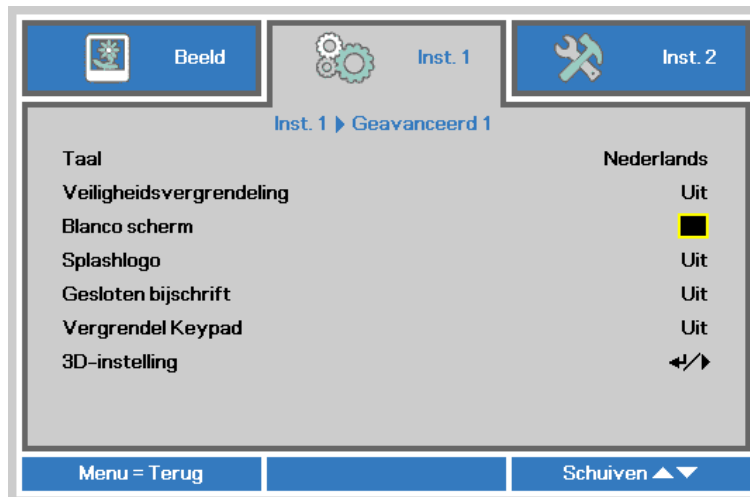 Beeld
Inst. 1
Inst. 2
Inst. 1 Geavanceerd 1
Taal Nederlands
Veiligheidsvergrendeling Uit
Blanco scherm
Splashlogo Uit
Gesloten bijschrift Uit
Vergrendel Keypad Uit
3D-instelling
Menu = Terug
Schuiven